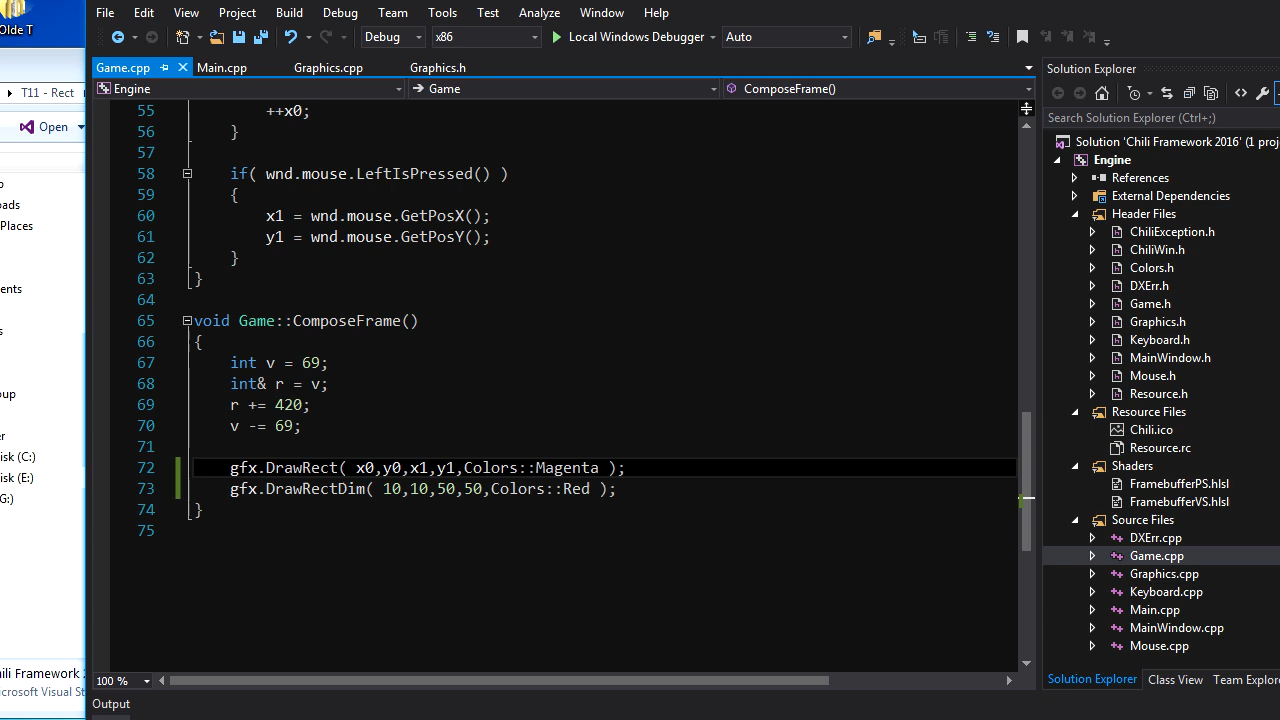 Olde T
T11 - Rect
Open
oads
Places
ents
oup
er
sk (C:)
sk (E:)
G:)
hili Framework 2
crosoft Visual St
File Edit View Project Build Debug Team Tools Test Analyze Window Help
Debug x86 Local Windows Debugger Auto
Game.cpp Main.cpp Graphics.cpp Graphics.h
Engine Game ComposeFrame()
55 ++x0;
56 }
57
58 if( wnd.mouse.LeftIsPressed() )
59 {
60 x1 = wnd.mouse.GetPosX();
61 y1 = wnd.mouse.GetPosY();
62 }
63 }
64
65 void Game::ComposeFrame()
66 {
67 int v = 69;
68 int& r = v;
69 r += 420;
70 v -= 69;
71
72 gfx.DrawRect( x0,y0,x1,y1,Colors::Magenta );
73 gfx.DrawRectDim( 10,10,50,50,Colors::Red );
74 }
75
100 %
Output
Solution Explorer
Search Solution Explorer (Ctrl+;)
Solution 'Chili Framework 2016' (1 proj
Engine
References
External Dependencies
Header Files
ChiliException.h
ChiliWin.h
Colors.h
DXErr.h
Game.h
Graphics.h
Keyboard.h
MainWindow.h
Mouse.h
Resource.h
Resource Files
Chili.ico
Resource.rc
Shaders
FramebufferPS.hlsl
FramebufferVS.hlsl
Source Files
DXErr.cpp
Game.cpp
Graphics.cpp
Keyboard.cpp
Main.cpp
MainWindow.cpp
Mouse.cpp
Solution Explorer Class View Team Explor